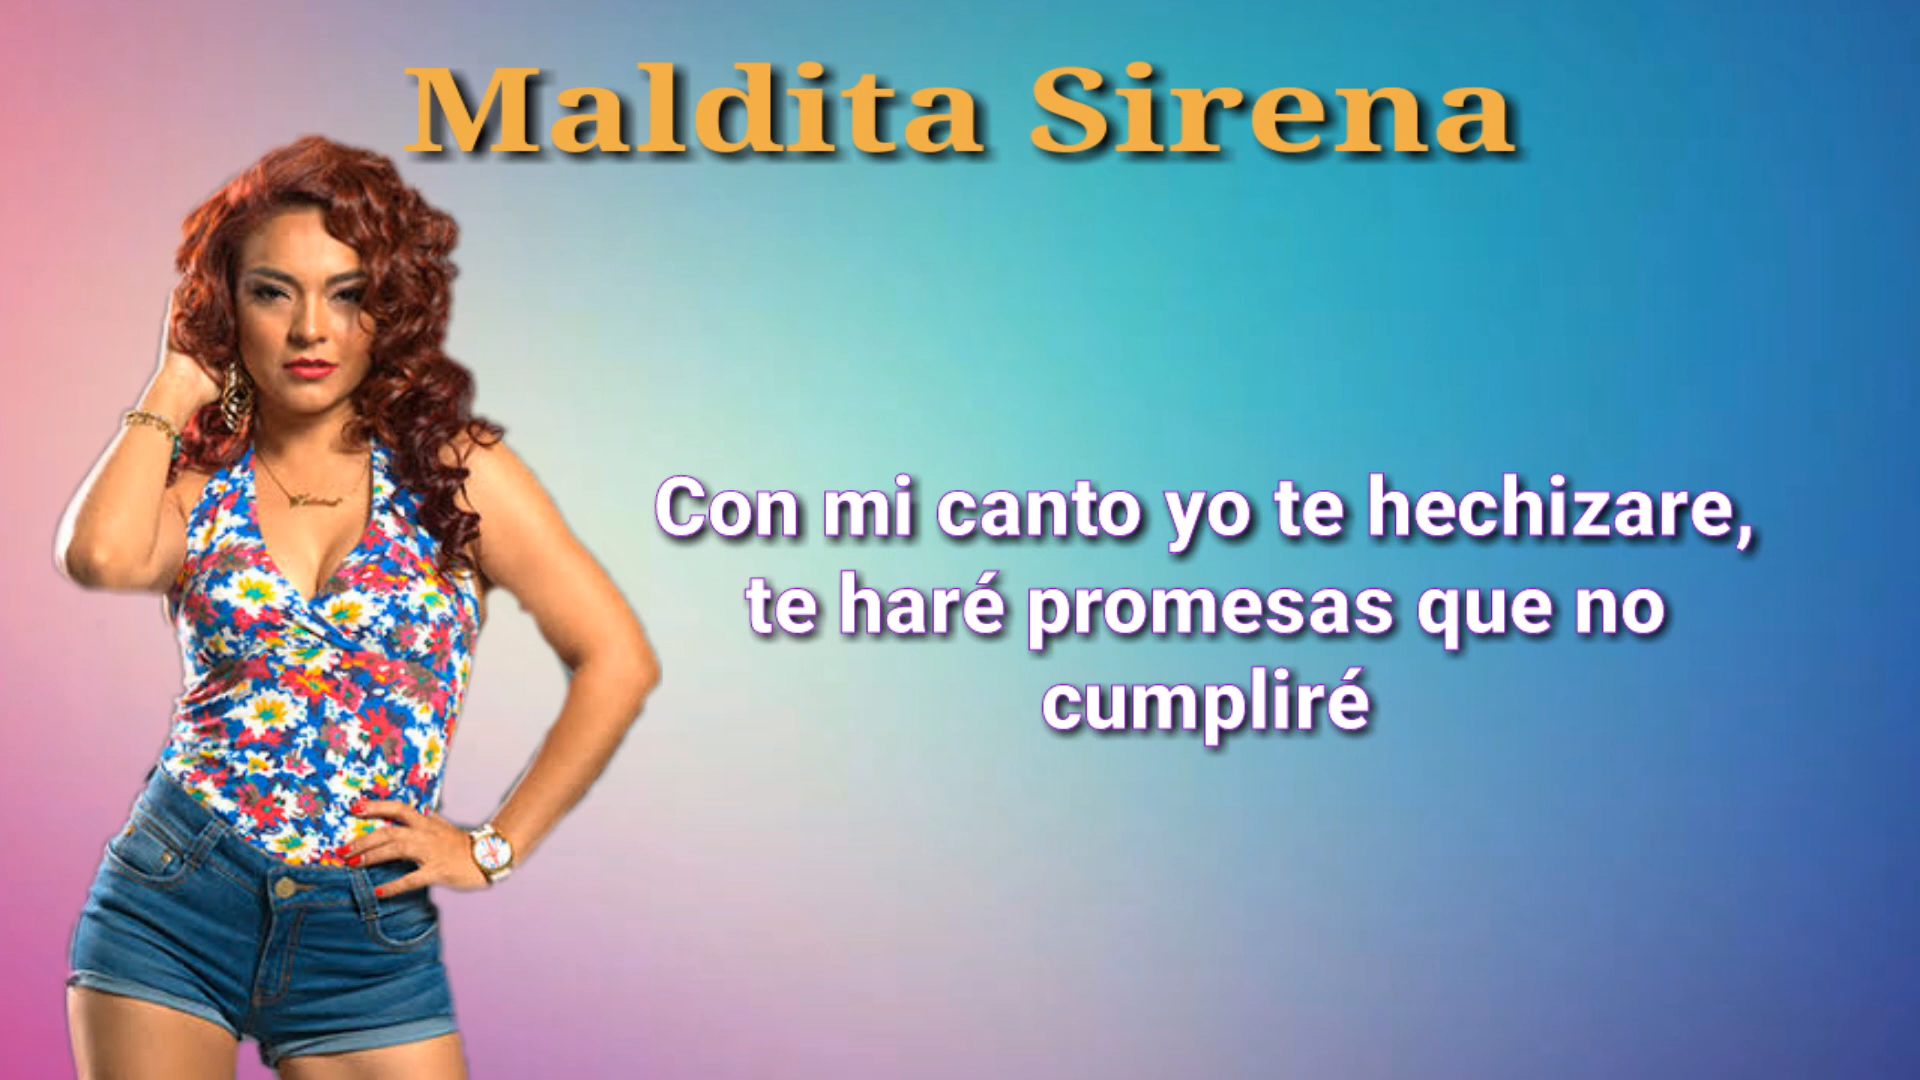 Maldita Sirena
Con mi canto yo te hechizare,
te haré promesas que no
cumpliré